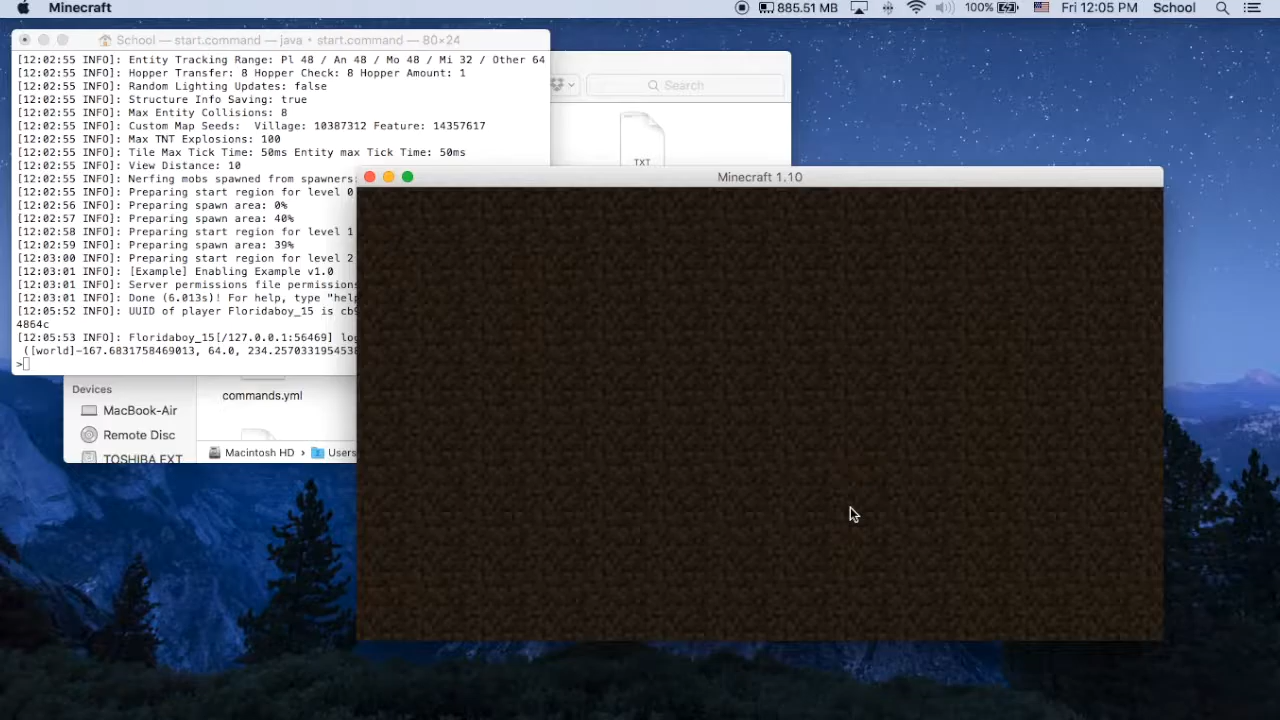 Minecraft
885.51 MB
100%
Fri 12:05 PM
School
School — start.command — java • start.command — 80×24
[12:02:55 INFO]: Entity Tracking Range: Pl 48 / An 48 / Mo 48 / Mi 32 / Other 64
[12:02:55 INFO]: Hopper Transfer: 8 Hopper Check: 8 Hopper Amount: 1
[12:02:55 INFO]: Random Lighting Updates: false
[12:02:55 INFO]: Structure Info Saving: true
[12:02:55 INFO]: Max Entity Collisions: 8
[12:02:55 INFO]: Custom Map Seeds:  Village: 10387312 Feature: 14357617
[12:02:55 INFO]: Max TNT Explosions: 100
[12:02:55 INFO]: Tile Max Tick Time: 50ms Entity max Tick Time: 50ms
[12:02:55 INFO]: View Distance: 10
[12:02:55 INFO]: Nerfing mobs spawned from spawners:
[12:02:55 INFO]: Preparing start region for level 0
[12:02:56 INFO]: Preparing spawn area: 0%
[12:02:57 INFO]: Preparing spawn area: 40%
[12:02:58 INFO]: Preparing start region for level 1
[12:02:59 INFO]: Preparing spawn area: 39%
[12:03:00 INFO]: Preparing start region for level 2
[12:03:01 INFO]: [Example] Enabling Example v1.0
[12:03:01 INFO]: Server permissions file permissions
[12:03:01 INFO]: Done (6.013s)! For help, type "help
[12:05:52 INFO]: UUID of player Floridaboy_15 is cb9
4864c
[12:05:53 INFO]: Floridaboy_15[/127.0.0.1:56469] log
([world]-167.6831758469013, 64.0, 234.2570331954538
>
Search
TXT
Minecraft 1.10
Devices
MacBook-Air
Remote Disc
TOSHIBA EXT
commands.yml
Macintosh HD › Users